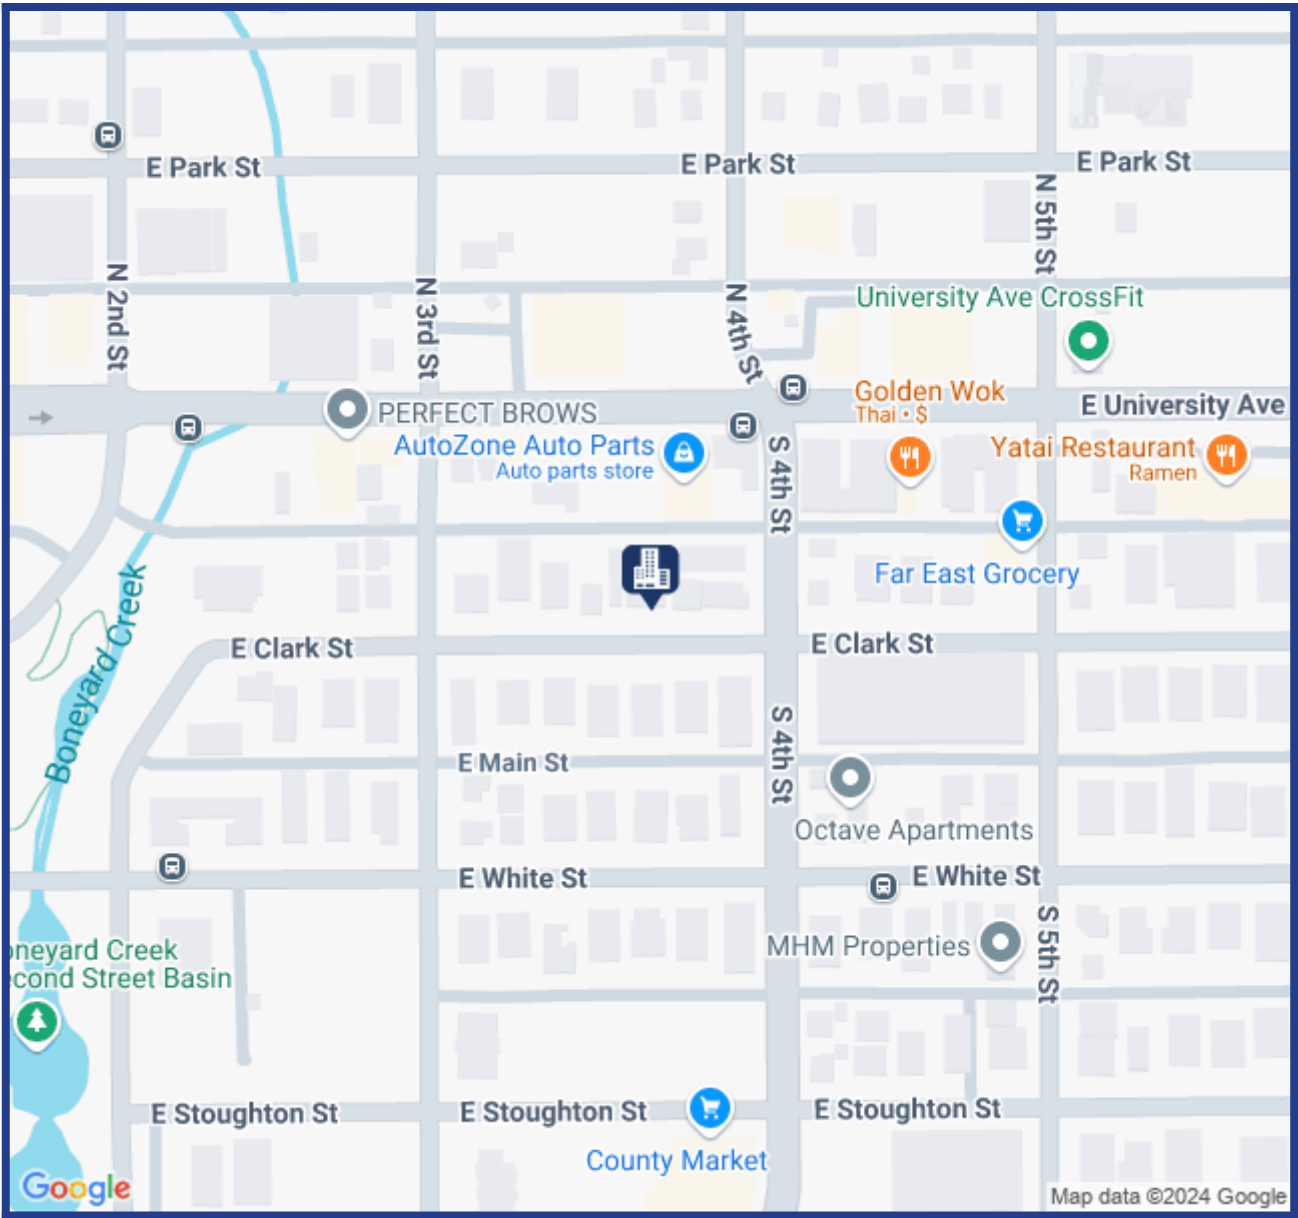 E Park St
E Park St
E Park St
N 5th St
N 2nd St
N 3rd St
N 4th St
University Ave CrossFit
Golden Wok
Thai • $
E University Ave
PERFECT BROWS
AutoZone Auto Parts
Auto parts store
S 4th St
Yatai Restaurant
Ramen
Far East Grocery
Boneyard Creek
E Clark St
E Clark St
S 4th St
E Main St
Octave Apartments
E White St
E White St
oneyard Creek
econd Street Basin
MHM Properties
S 5th St
E Stoughton St
E Stoughton St
E Stoughton St
County Market
Google
Map data ©2024 Google